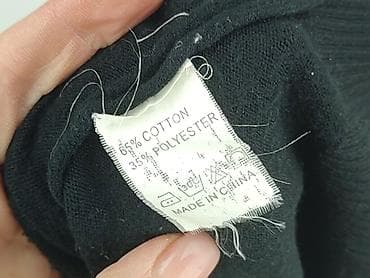 65% COTTON
35% POLYESTER
MADE IN CHINA